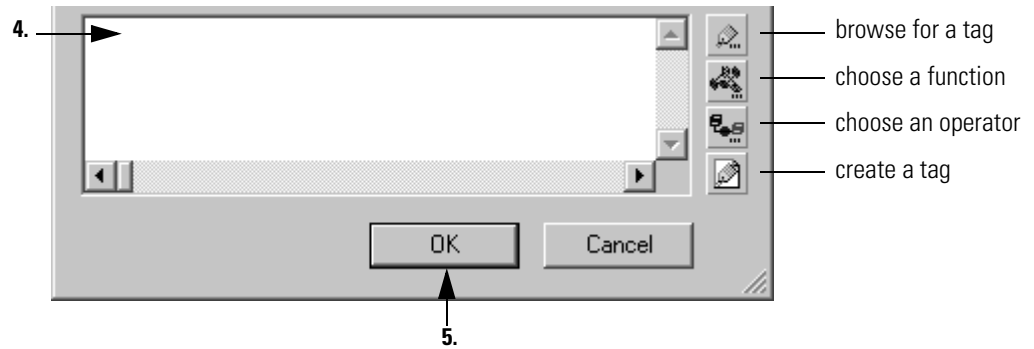 4.
browse for a tag
choose a function
choose an operator
create a tag
OK
Cancel
5.